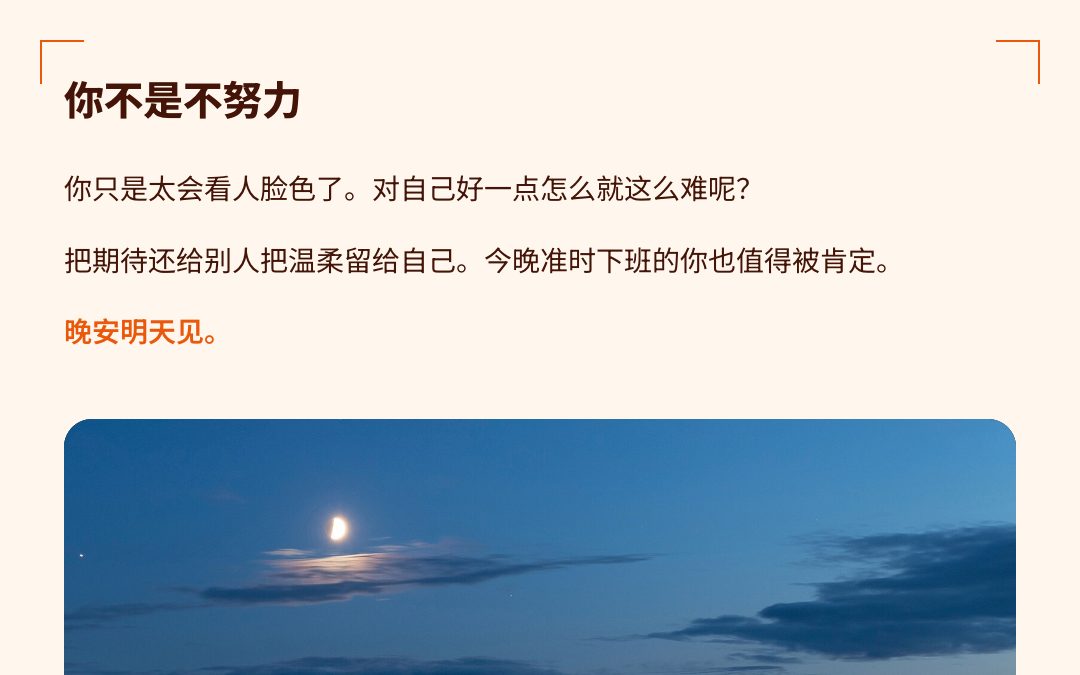 你不是不努力
你只是太会看人脸色了。对自己好一点怎么就这么难呢?
把期待还给别人把温柔留给自己。今晚准时下班的你也值得被肯定。
晚安明天见。